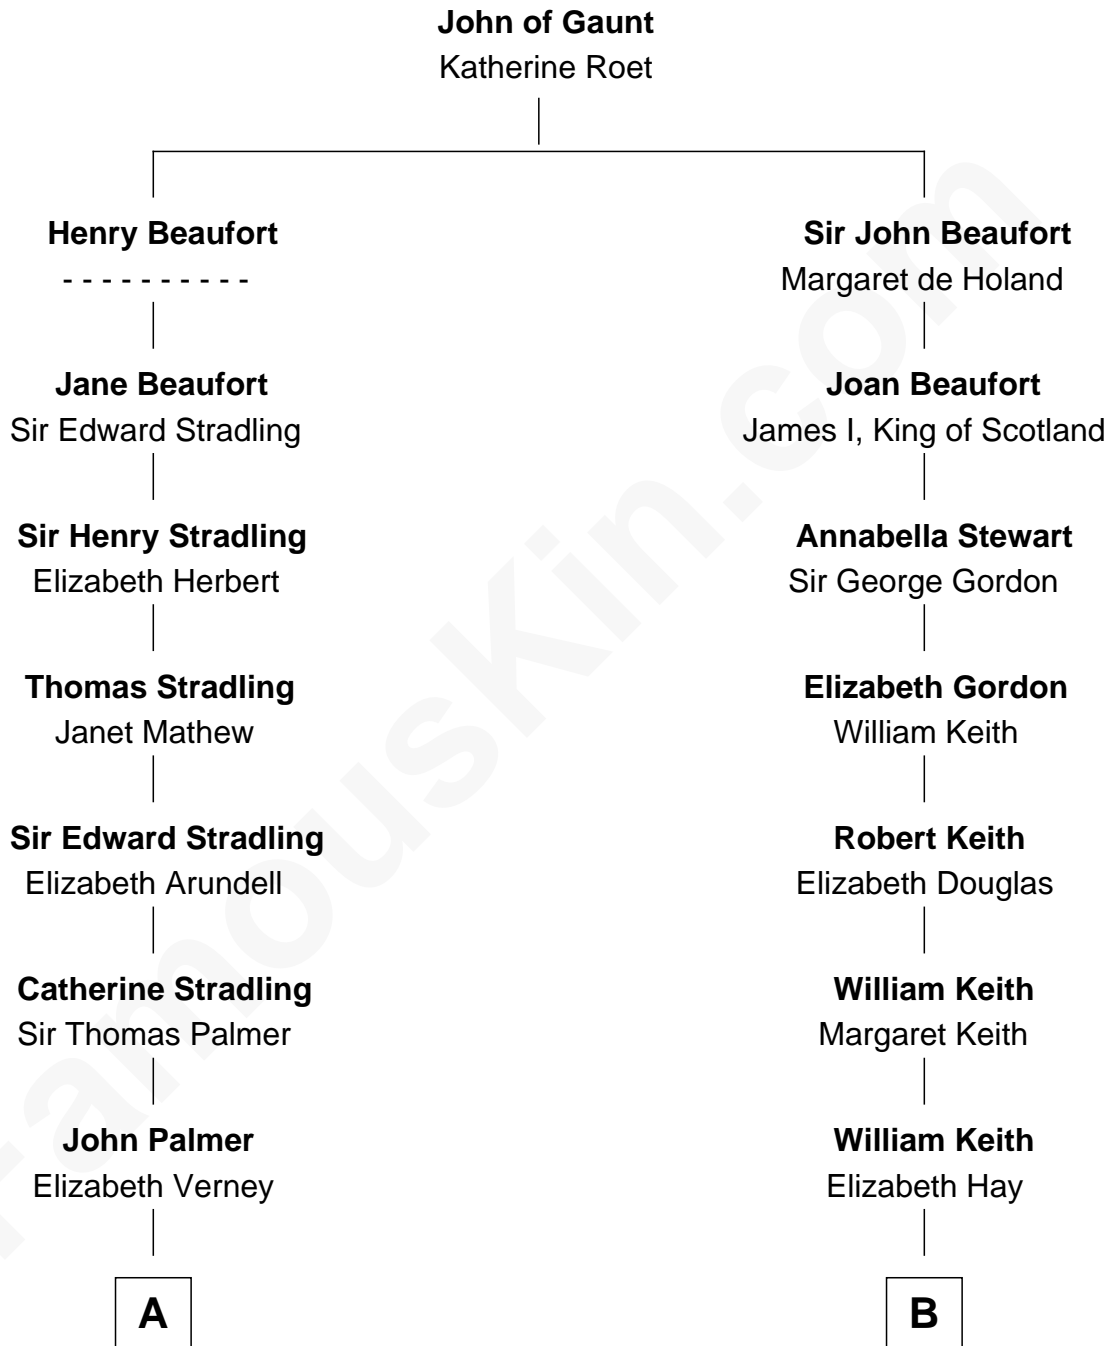 John of Gaunt
Katherine Roet
Henry Beaufort
- - - - - - - - - -
Jane Beaufort
Sir Edward Stradling
Sir Henry Stradling
Elizabeth Herbert
Thomas Stradling
Janet Mathew
Sir Edward Stradling
Elizabeth Arundell
Catherine Stradling
Sir Thomas Palmer
John Palmer
Elizabeth Verney
A
Sir John Beaufort
Margaret de Holand
Joan Beaufort
James I, King of Scotland
Annabella Stewart
Sir George Gordon
Elizabeth Gordon
William Keith
Robert Keith
Elizabeth Douglas
William Keith
Margaret Keith
William Keith
Elizabeth Hay
B
FamousKin.com